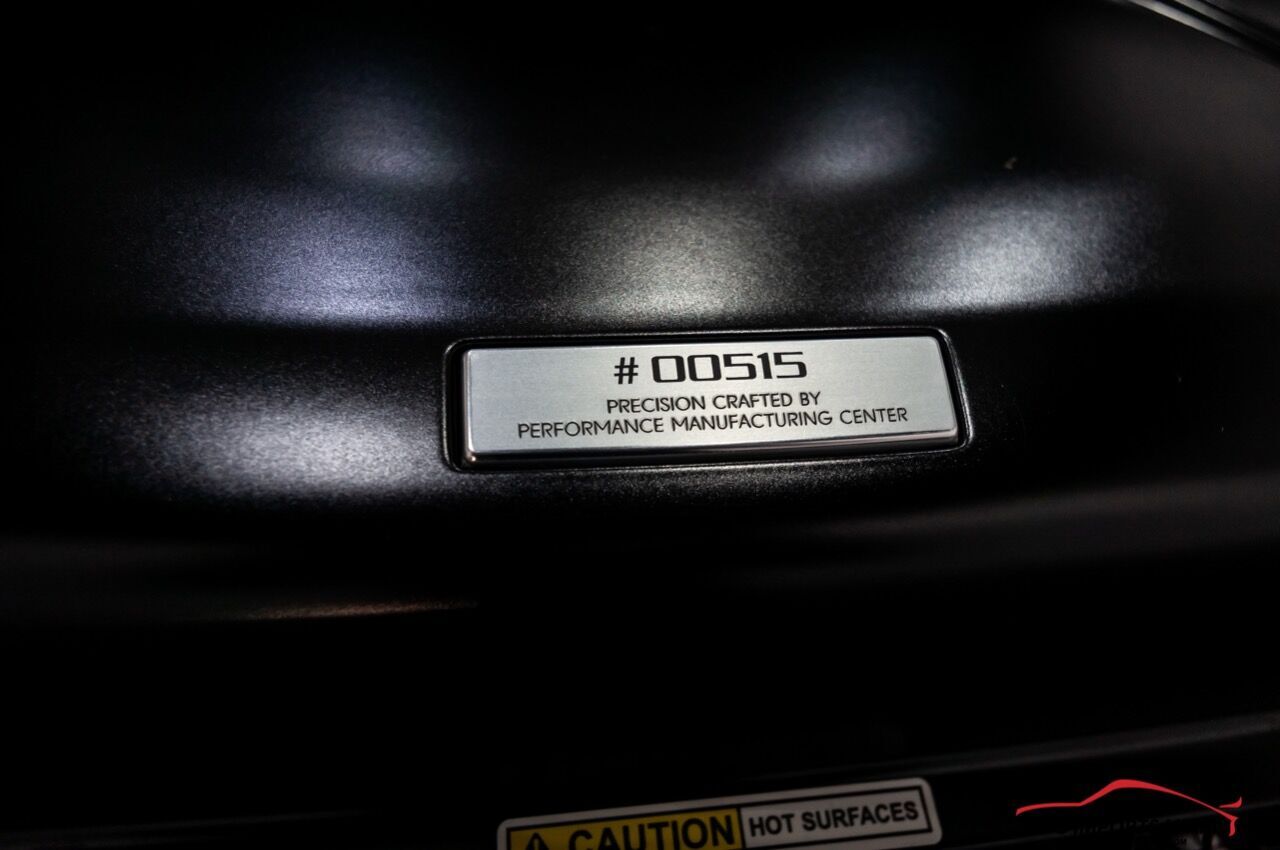 # 00515
PRECISION CRAFTED BY
PERFORMANCE MANUFACTURING CENTER
CAUTION HOT SURFACES